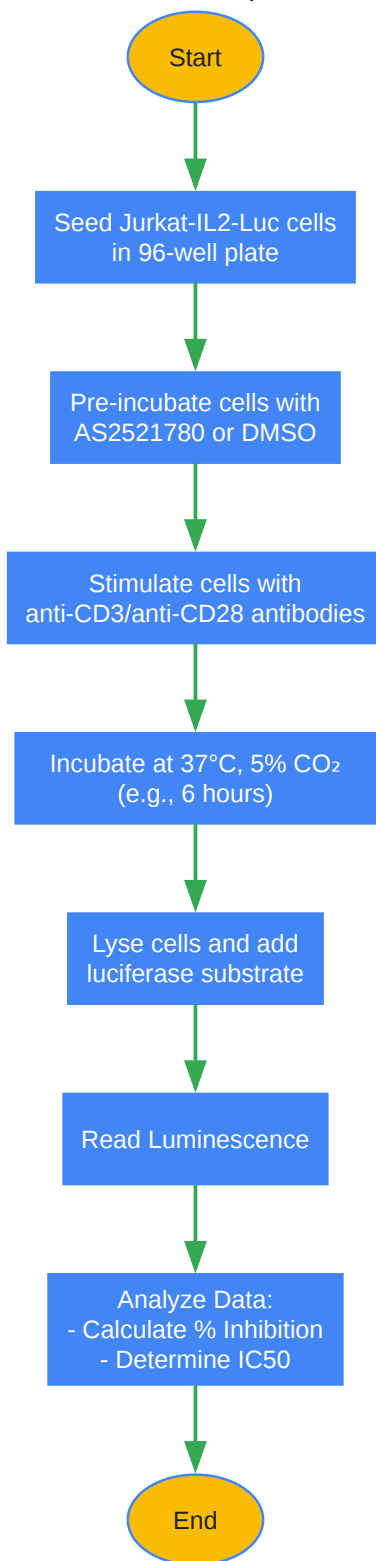 Start
Seed Jurkat-IL2-Luc cells
in 96-well plate
Pre-incubate cells with
AS2521780 or DMSO
Stimulate cells with
anti-CD3/anti-CD28 antibodies
Incubate at 37°C, 5% CO₂
(e.g., 6 hours)
Lyse cells and add
luciferase substrate
Read Luminescence
Analyze Data:
- Calculate % Inhibition
- Determine IC50
End